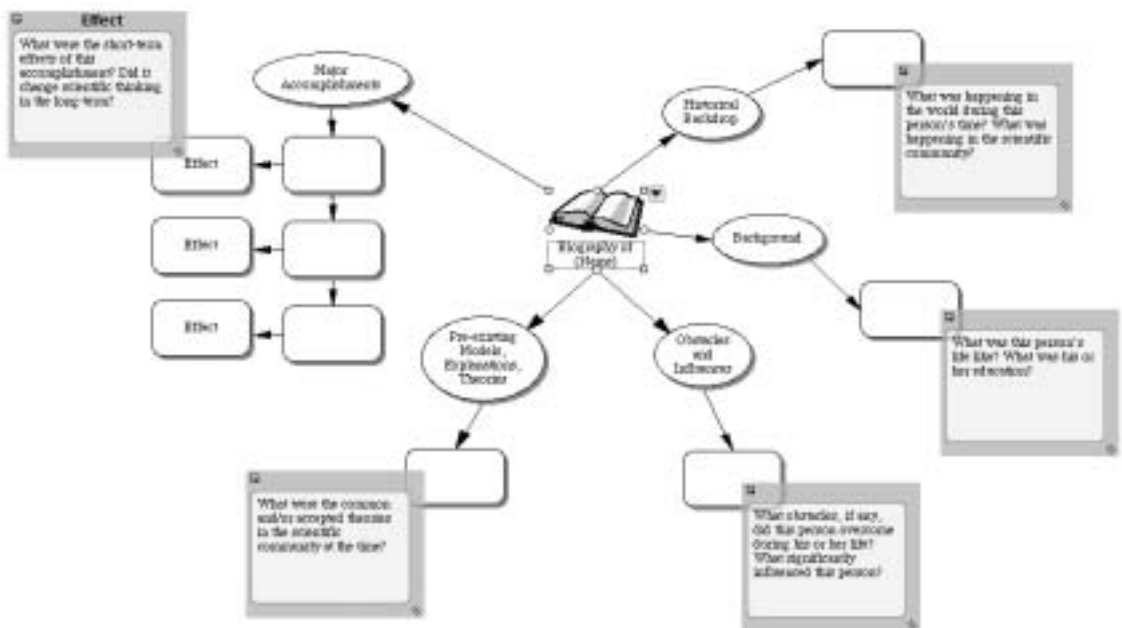 Effect
What were the short-term
effects of this
accomplishment? Did it
change scientific thinking
in the long-term?
Major
Accomplishments
Effect
Effect
Effect
Historical
Backdrop
What was happening in
the world during this
person's time? What was
happening in the scientific
community?
Biography of
(Name)
Background
What was this person's
life like? What was his or
her education?
Pre-existing
Models,
Explanations,
Theories
Obstacles
and
Influences
What were the common
and/or accepted theories
in the scientific
community at the time?
What obstacles, if any,
did this person overcome
during his or her life?
What significantly
influenced this person?